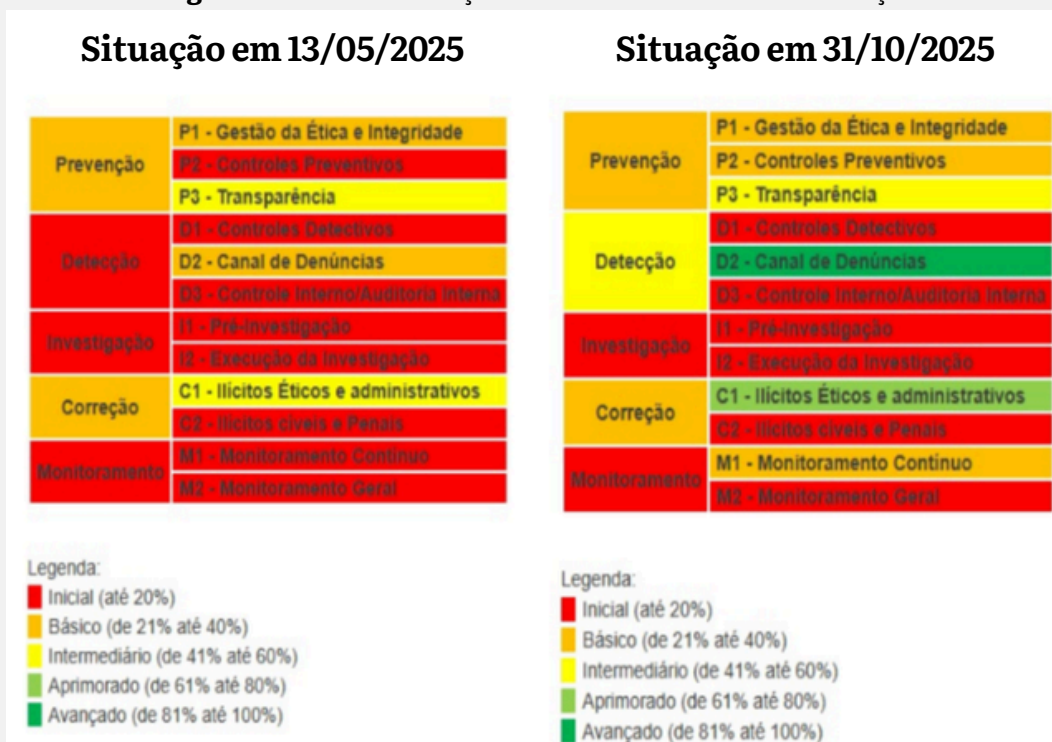 Situação em 13/05/2025
Prevenção
P1 - Gestão da Ética e Integridade
P2 - Controles Preventivos
P3 - Transparência
Detecção
D1 - Controles Detectivos
D2 - Canal de Denúncias
D3 - Controle Interno/Auditoria Interna
Investigação
I1 - Pré-Investigação
I2 - Execução da Investigação
Correção
C1 - Ilícitos Éticos e administrativos
C2 - Ilícitos cíveis e Penais
Monitoramento
M1 - Monitoramento Contínuo
M2 - Monitoramento Geral
Legenda:
Inicial (até 20%)
Básico (de 21% até 40%)
Intermediário (de 41% até 60%)
Aprimorado (de 61% até 80%)
Avançado (de 81% até 100%)
Situação em 31/10/2025
Prevenção
P1 - Gestão da Ética e Integridade
P2 - Controles Preventivos
P3 - Transparência
Detecção
D1 - Controles Detectivos
D2 - Canal de Denúncias
D3 - Controle Interno/Auditoria Interna
Investigação
I1 - Pré-Investigação
I2 - Execução da Investigação
Correção
C1 - Ilícitos Éticos e administrativos
C2 - Ilícitos cíveis e Penais
Monitoramento
M1 - Monitoramento Contínuo
M2 - Monitoramento Geral
Legenda:
Inicial (até 20%)
Básico (de 21% até 40%)
Intermediário (de 41% até 60%)
Aprimorado (de 61% até 80%)
Avançado (de 81% até 100%)